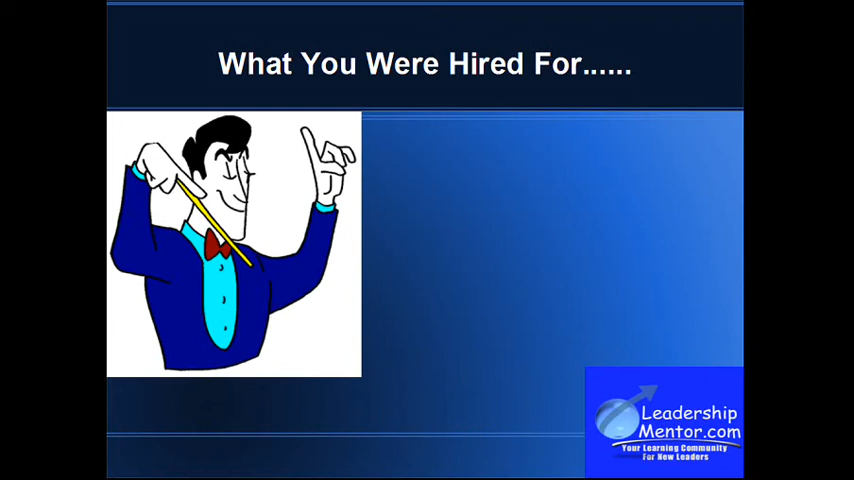 What You Were Hired For......
Leadership
Mentor.com
Your Learning Community
For New Leaders